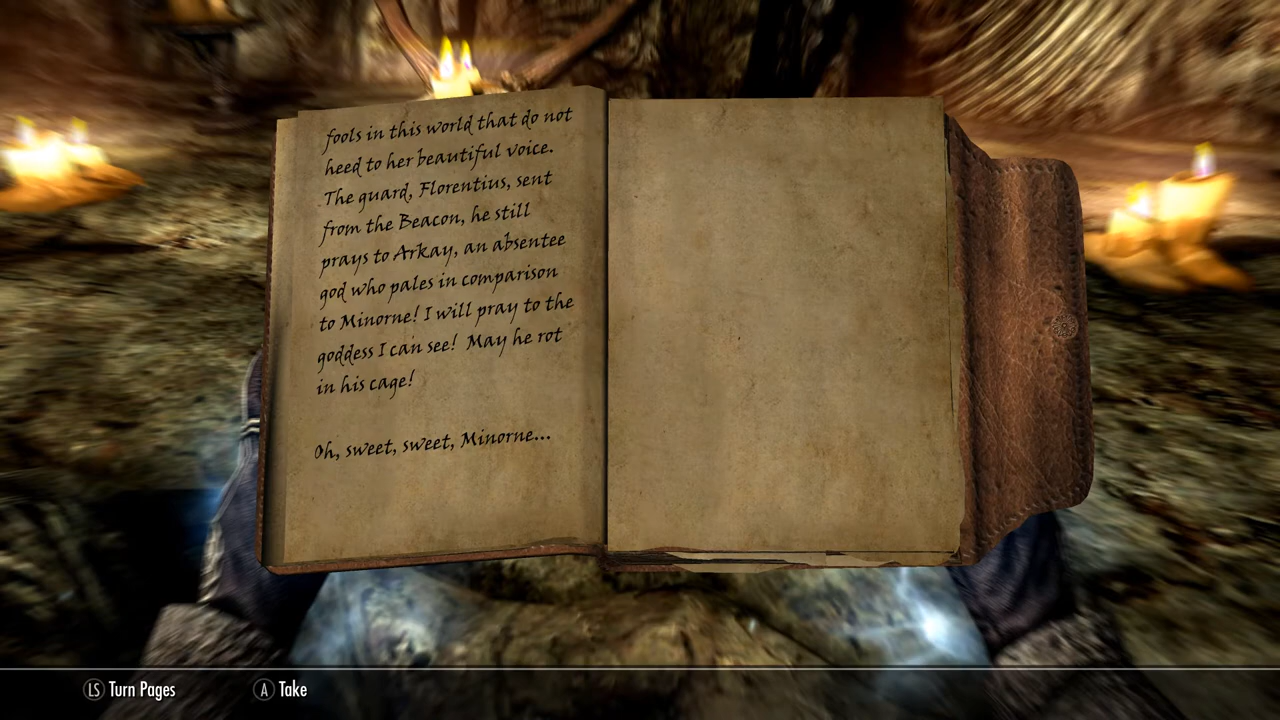 fools in this world that do not
heed to her beautiful voice.
The guard, Florentius, sent
from the Beacon, he still
prays to Arkay, an absentee
god who pales in comparison
to Minorne! I will pray to the
goddess I can see! May he rot
in his cage!
Oh, sweet, sweet, Minorne...
LS Turn Pages
A Take